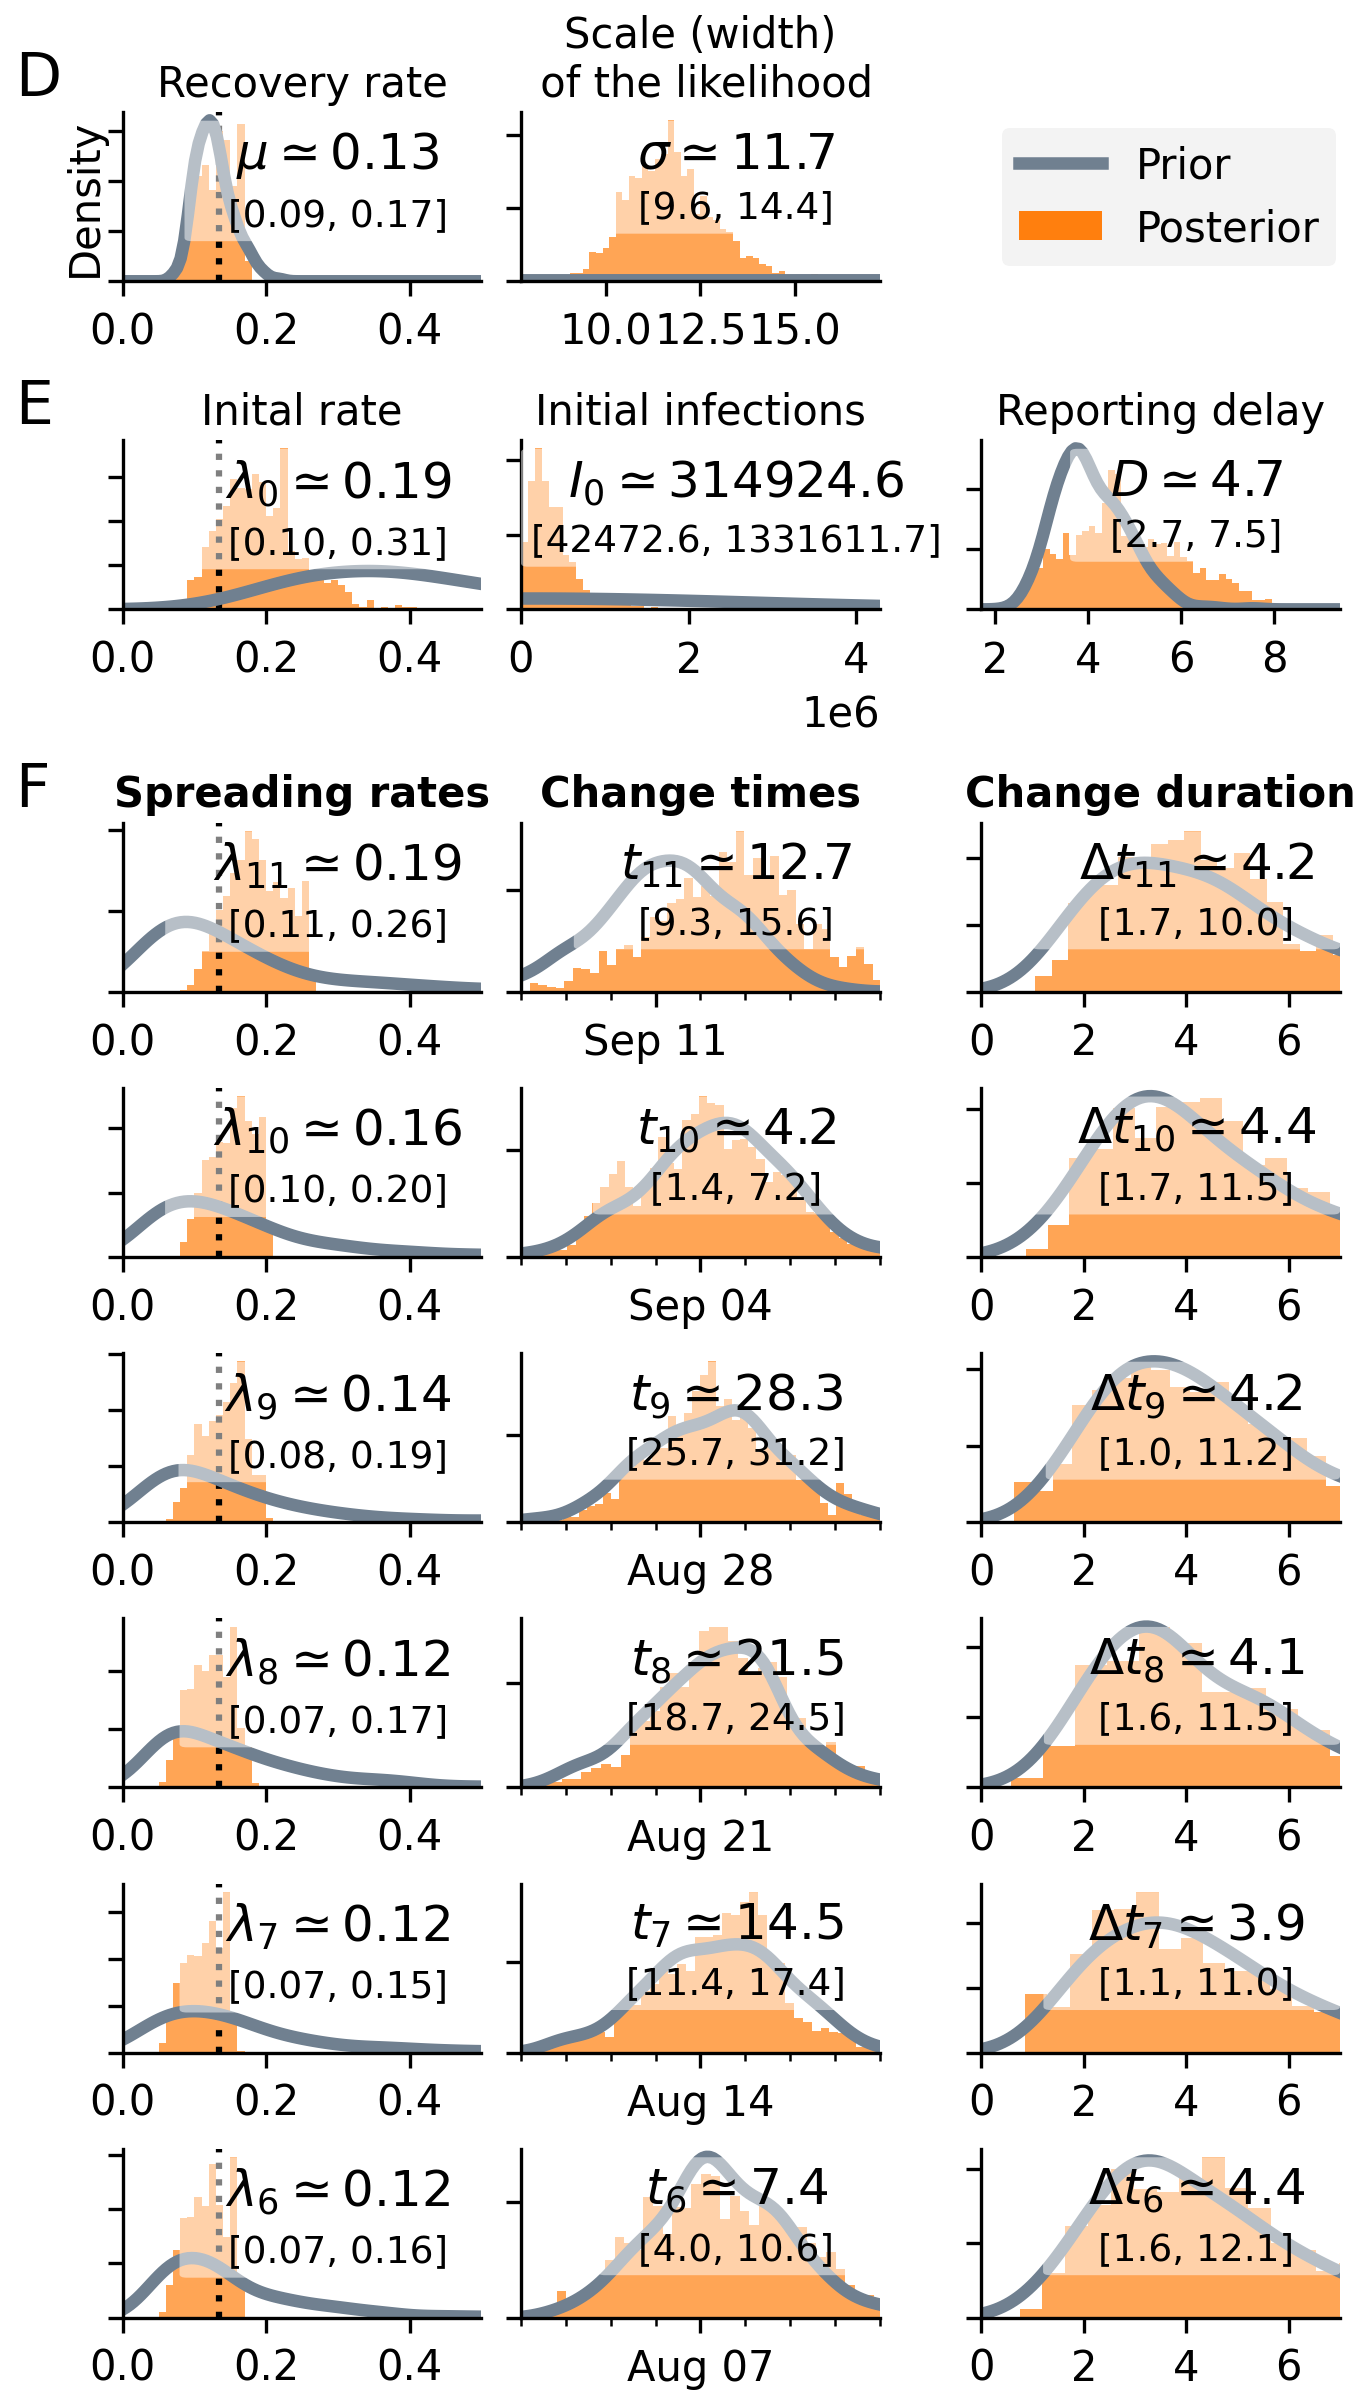 D
Recovery rate
Scale (width)
of the likelihood
Density
μ ≃ 0.13
[0.09, 0.17]
σ ≃ 11.7
[9.6, 14.4]
Prior
Posterior
0.0 0.2 0.4
10.0 12.5 15.0
E
Inital rate
Initial infections
Reporting delay
λ0 ≃ 0.19
[0.10, 0.31]
I0 ≃ 314924.6
[42472.6, 1331611.7]
D ≃ 4.7
[2.7, 7.5]
0.0 0.2 0.4
0 2 4
1e6
2 4 6 8
F
Spreading rates
Change times
Change duration
λ11 ≃ 0.19
[0.11, 0.26]
t11 ≃ 12.7
[9.3, 15.6]
Δt11 ≃ 4.2
[1.7, 10.0]
0.0 0.2 0.4
Sep 11
0 2 4 6
λ10 ≃ 0.16
[0.10, 0.20]
t10 ≃ 4.2
[1.4, 7.2]
Δt10 ≃ 4.4
[1.7, 11.5]
0.0 0.2 0.4
Sep 04
0 2 4 6
λ9 ≃ 0.14
[0.08, 0.19]
t9 ≃ 28.3
[25.7, 31.2]
Δt9 ≃ 4.2
[1.0, 11.2]
0.0 0.2 0.4
Aug 28
0 2 4 6
λ8 ≃ 0.12
[0.07, 0.17]
t8 ≃ 21.5
[18.7, 24.5]
Δt8 ≃ 4.1
[1.6, 11.5]
0.0 0.2 0.4
Aug 21
0 2 4 6
λ7 ≃ 0.12
[0.07, 0.15]
t7 ≃ 14.5
[11.4, 17.4]
Δt7 ≃ 3.9
[1.1, 11.0]
0.0 0.2 0.4
Aug 14
0 2 4 6
λ6 ≃ 0.12
[0.07, 0.16]
t6 ≃ 7.4
[4.0, 10.6]
Δt6 ≃ 4.4
[1.6, 12.1]
0.0 0.2 0.4
Aug 07
0 2 4 6